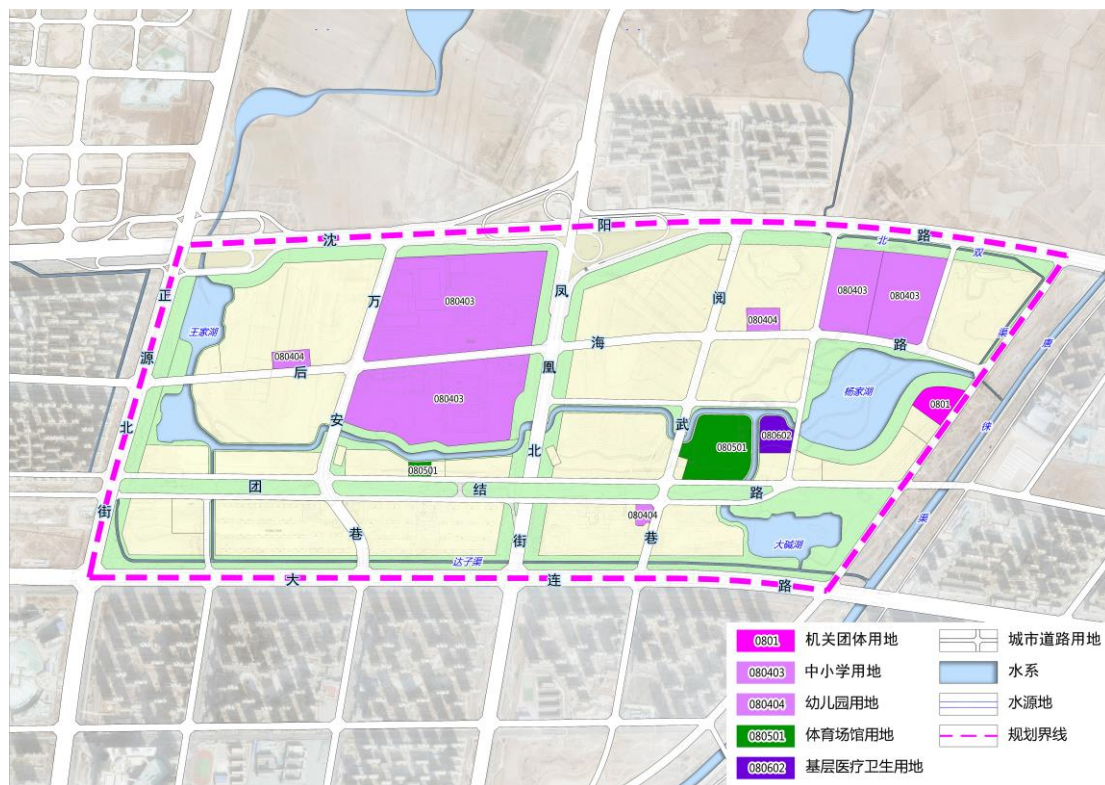 沈阳路
北双渠
正源北街
万安巷
凤凰北街
阅武巷
后海路
团结路
大连路
王家湖
杨家湖
大碱湖
达子渠
唐徕渠
080403
080403
080403
080404
080404
080403
0801
080501
080602
080501
080404
0801 机关团体用地
080403 中小学用地
080404 幼儿园用地
080501 体育场馆用地
080602 基层医疗卫生用地
城市道路用地
水系
水源地
规划界线